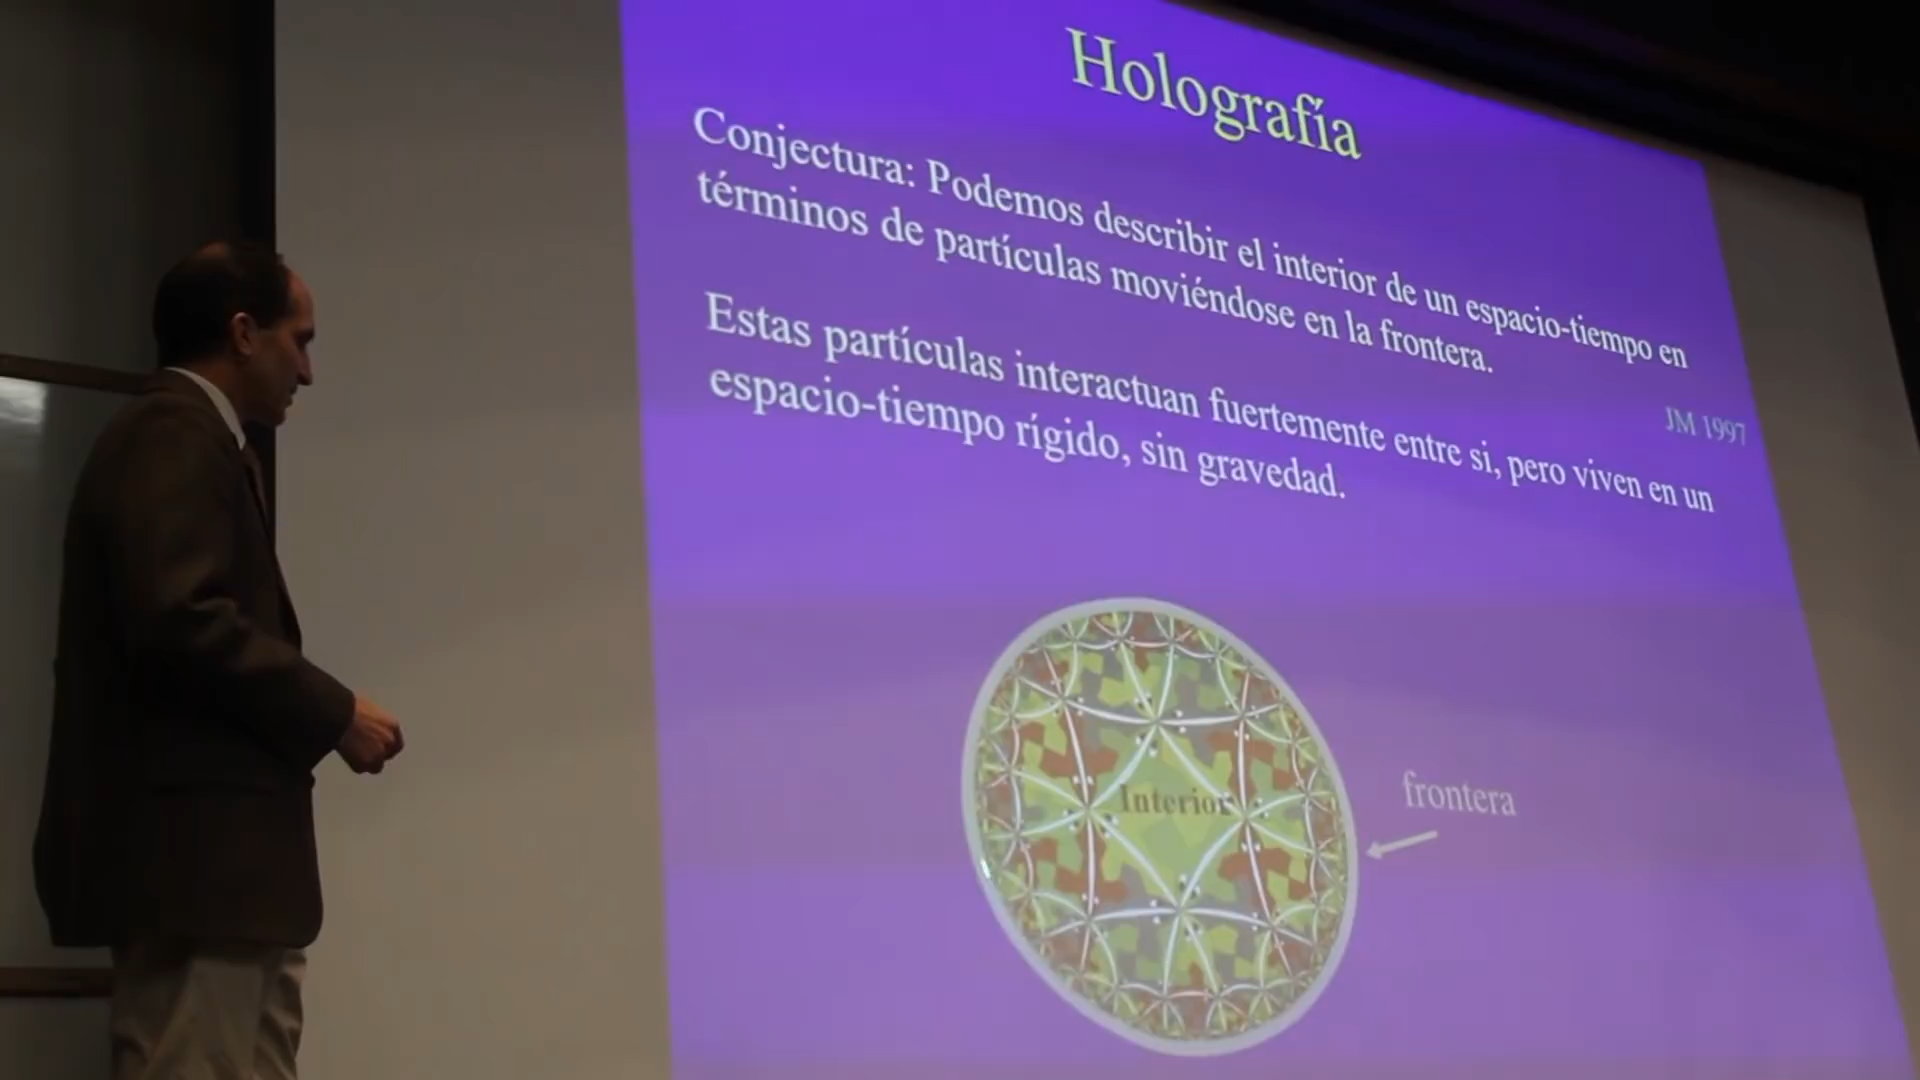 Holografía
Conjectura: Podemos describir el interior de un espacio-tiempo en
términos de partículas moviéndose en la frontera.
JM 1997
Estas partículas interactuan fuertemente entre si, pero viven en un
espacio-tiempo rígido, sin gravedad.
Interior
frontera